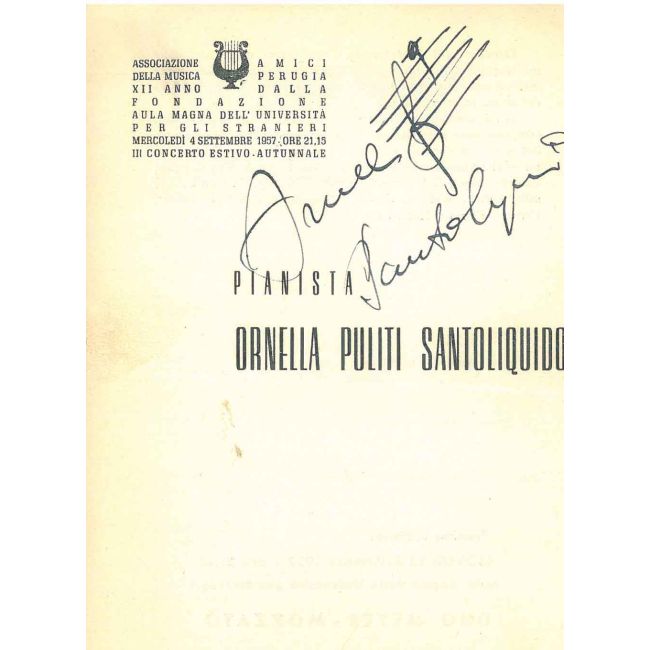 ASSOCIAZIONE AMICI
DELLA MUSICA PERUGIA
XII ANNO DALLA
FONDAZIONE
AULA MAGNA DELL' UNIVERSITÀ
PER GLI STRANIERI
MERCOLEDÌ 4 SETTEMBRE 1957 - ORE 21,15
III CONCERTO ESTIVO-AUTUNNALE
PIANISTA
ORNELLA PULITI SANTOLIQUIDO